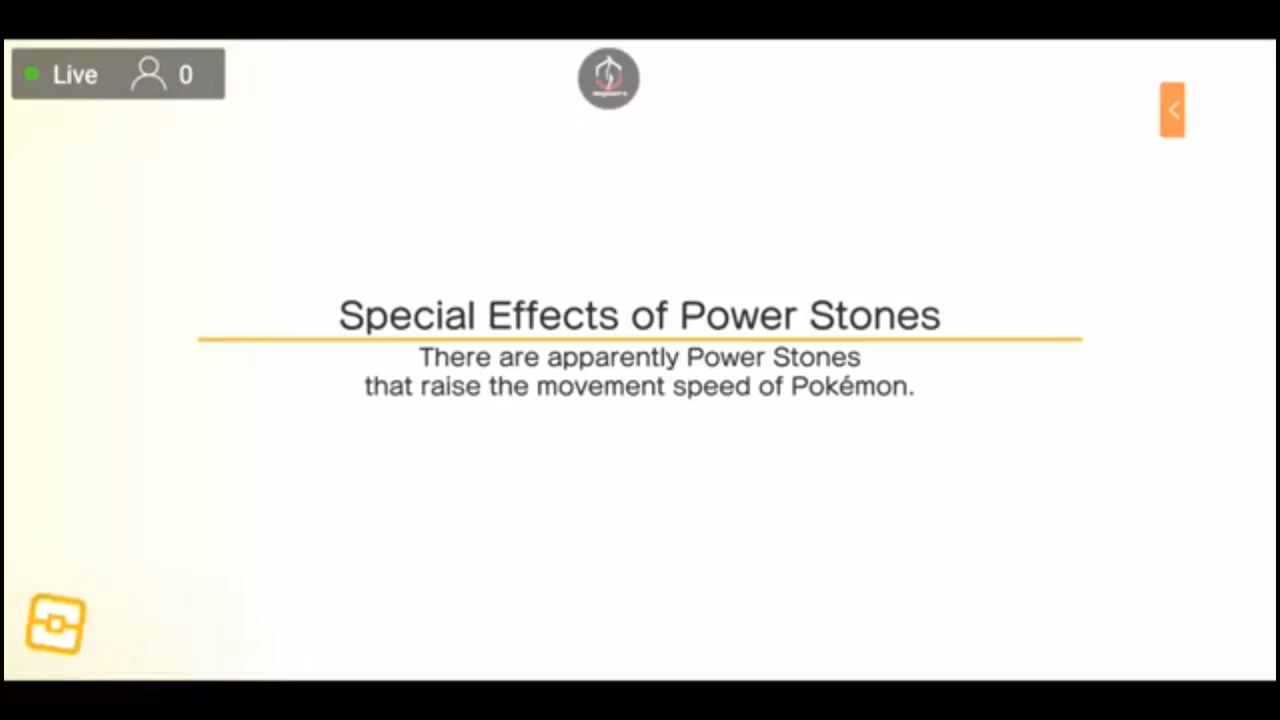 Live 0
Special Effects of Power Stones
There are apparently Power Stones
that raise the movement speed of Pokémon.